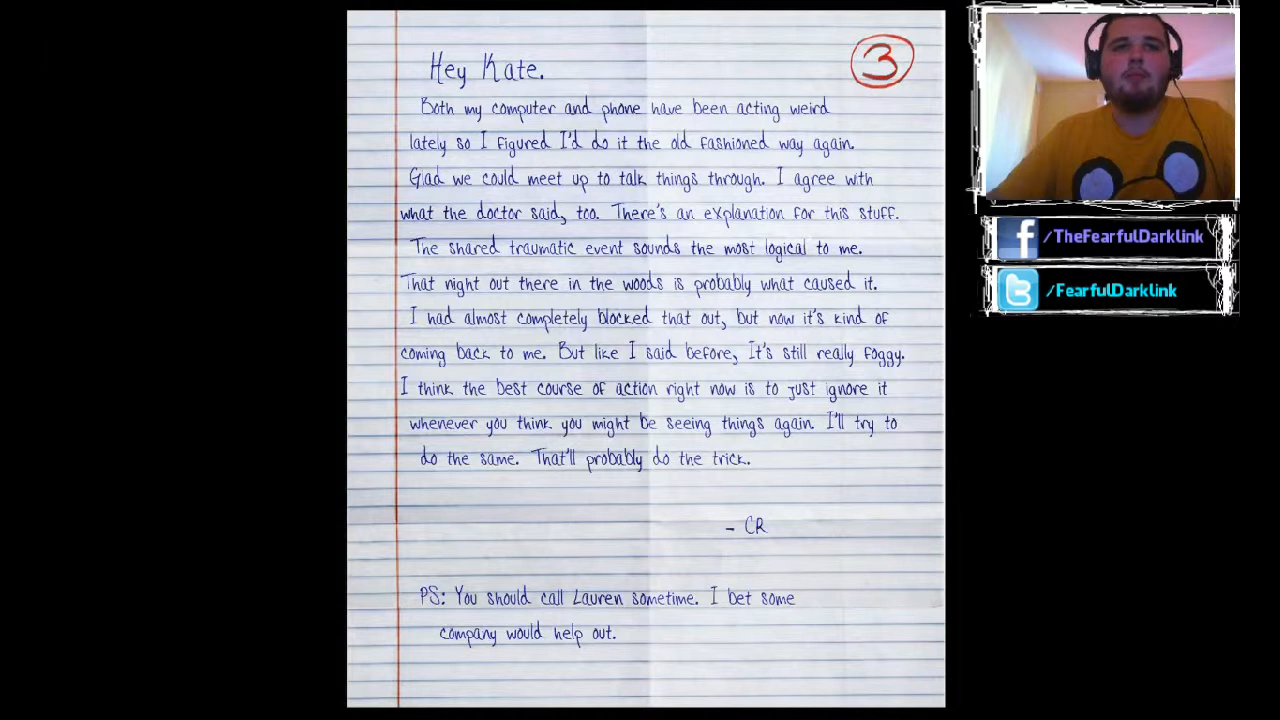 3
Hey Kate.
Both my computer and phone have been acting weird
lately so I figured I'd do it the old fashioned way again.
Glad we could meet up to talk things through. I agree with
what the doctor said, too. There's an explanation for this stuff.
The shared traumatic event sounds the most logical to me.
That night out there in the woods is probably what caused it.
I had almost completely blocked that out, but now it's kind of
coming back to me. But like I said before, It's still really foggy.
I think the best course of action right now is to just ignore it
whenever you think you might be seeing things again. I'll try to
do the same. That'll probably do the trick.
- CR
PS: You should call Lauren sometime. I bet some
company would help out.
f /TheFearfulDarklink
/FearfulDarklink